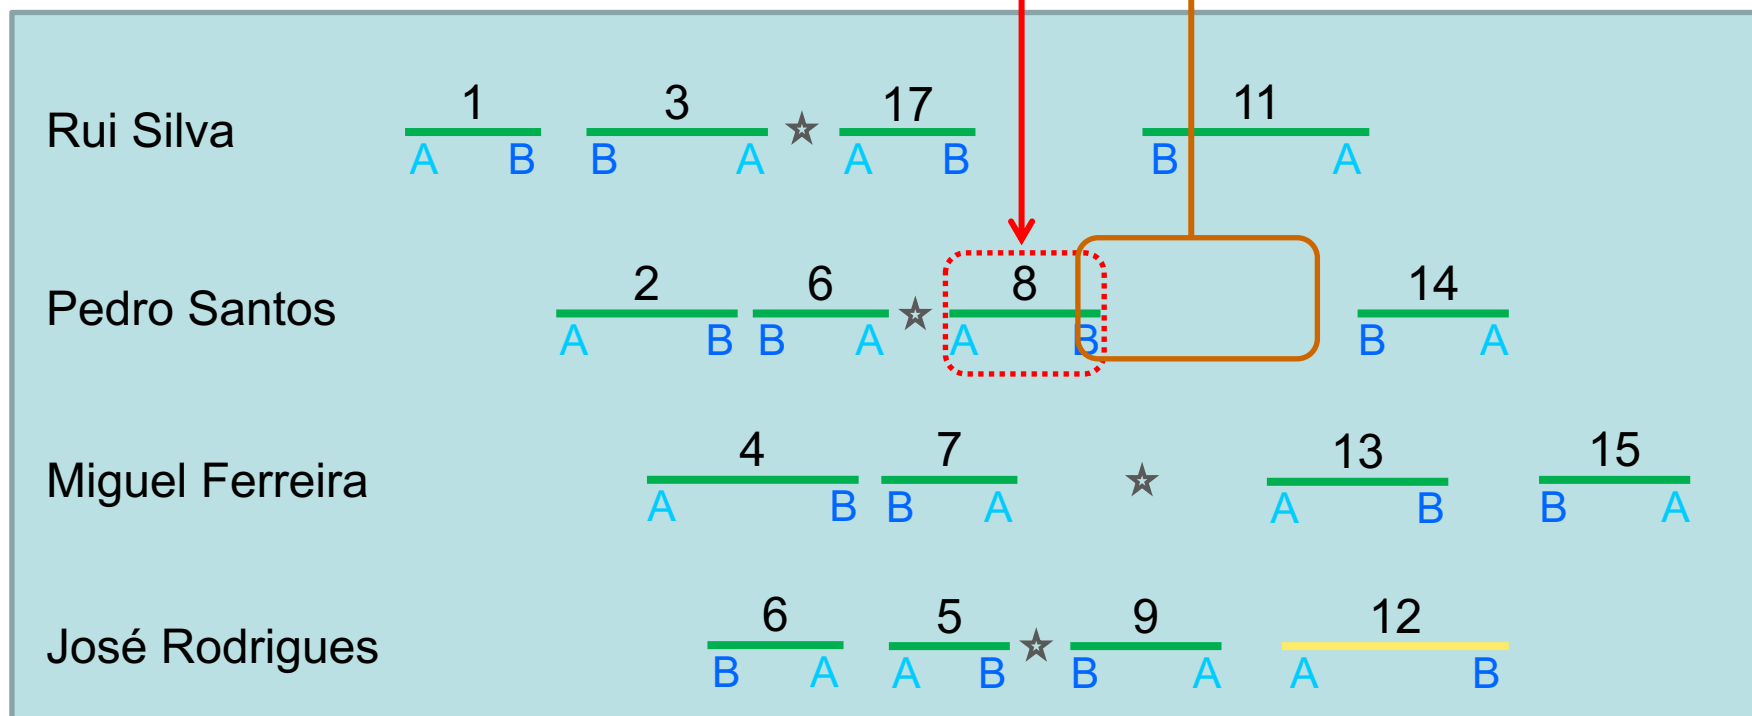 1 3 17 11
Rui Silva
A B B A A B B A
2 6 8 14
Pedro Santos
A B B A A B B A
4 7 13 15
Miguel Ferreira
A B B A A B B A
6 5 9 12
José Rodrigues
B A A B B A A B